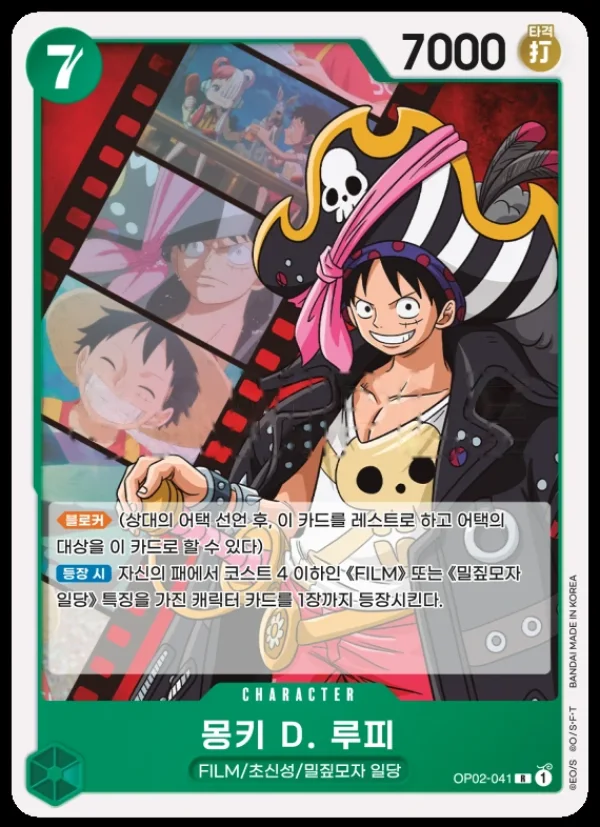 7
7000
타격
打
블로커 (상대의 어택 선언 후, 이 카드를 레스트로 하고 어택의
대상을 이 카드로 할 수 있다)
등장 시 자신의 패에서 코스트 4 이하인 《FILM》 또는 《밀짚모자
일당》 특징을 가진 캐릭터 카드를 1장까지 등장시킨다.
CHARACTER
몽키 D. 루피
FILM/초신성/밀짚모자 일당
OP02-041 R 1
©EO/S ©O/S·F·T BANDAI MADE IN KOREA